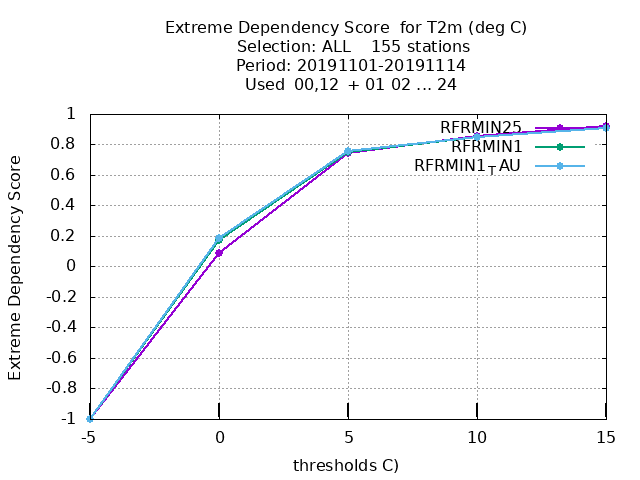 Extreme Dependency Score  for T2m (deg C)
Selection: ALL    155 stations
Period: 20191101-20191114
Used  00,12  + 01 02 ... 24
Extreme Dependency Score
1
0.8
0.6
0.4
0.2
0
-0.2
-0.4
-0.6
-0.8
-1
RFRMIN25
RFRMIN1
RFRMIN1TAU
-5 0 5 10 15
thresholds C)